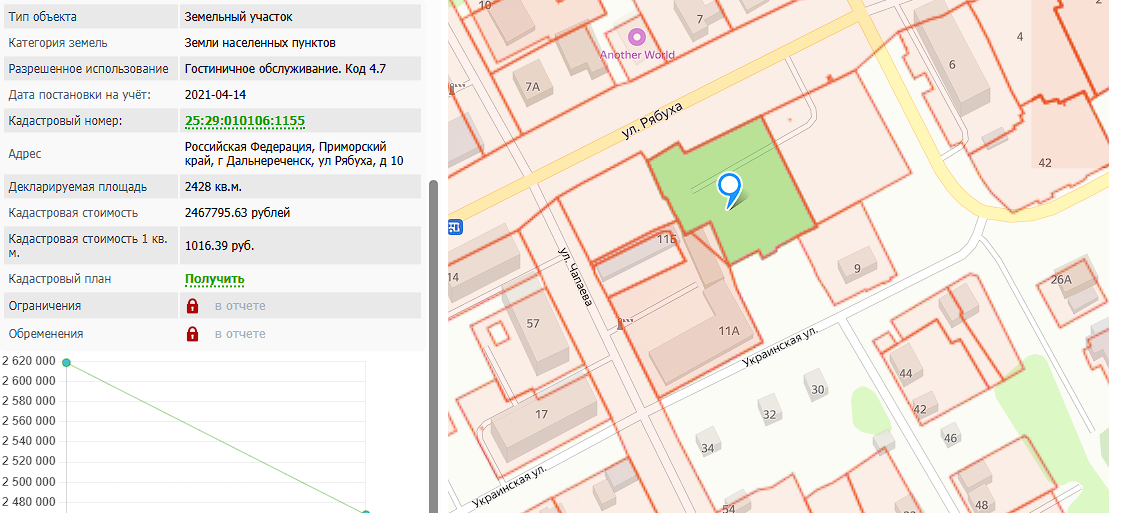 Тип объекта Земельный участок
Категория земель Земли населенных пунктов
Разрешенное использование Гостиничное обслуживание. Код 4.7
Дата постановки на учёт: 2021-04-14
Кадастровый номер: 25:29:010106:1155
Адрес Российская Федерация, Приморский
край, г Дальнереченск, ул Рябуха, д 10
Декларируемая площадь 2428 кв.м.
Кадастровая стоимость 2467795.63 рублей
Кадастровая стоимость 1 кв.
м. 1016.39 руб.
Кадастровый план Получить
Ограничения в отчете
Обременения в отчете
2 620 000
2 600 000
2 580 000
2 560 000
2 540 000
2 520 000
2 500 000
2 480 000
10
7
2
4
6
Another World
7А
ул. Рябуха
42
11Б
14
ул. Чапаева
9
26А
57
11А
Украинская ул.
44
30
17
32
42
34
46
Украинская ул.
48
54